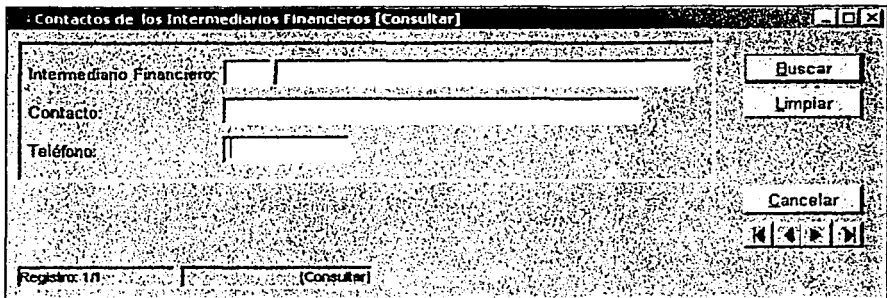 Contactos de los Intermediarios Financieros [Consultar]
Intermediario Financiero:
Buscar
Contacto:
Limpiar
Teléfono:
Cancelar
Registro: 1/1
[Consultar]